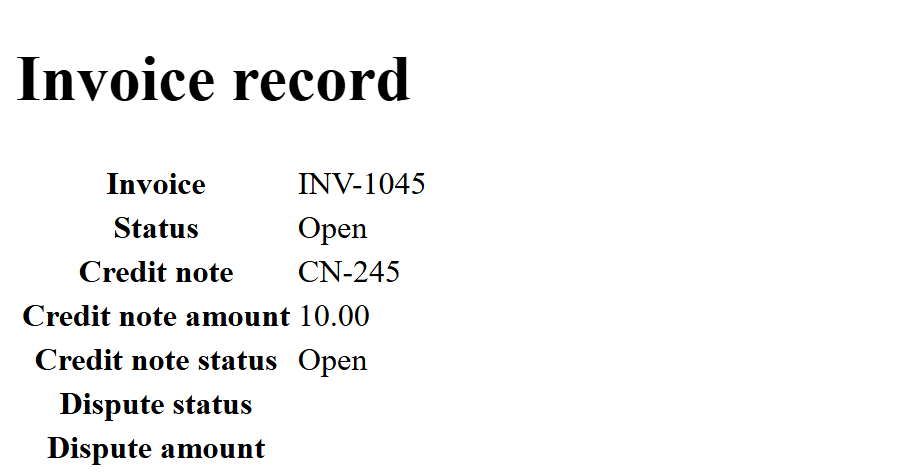 Invoice record
Invoice INV-1045
Status Open
Credit note CN-245
Credit note amount 10.00
Credit note status Open
Dispute status
Dispute amount